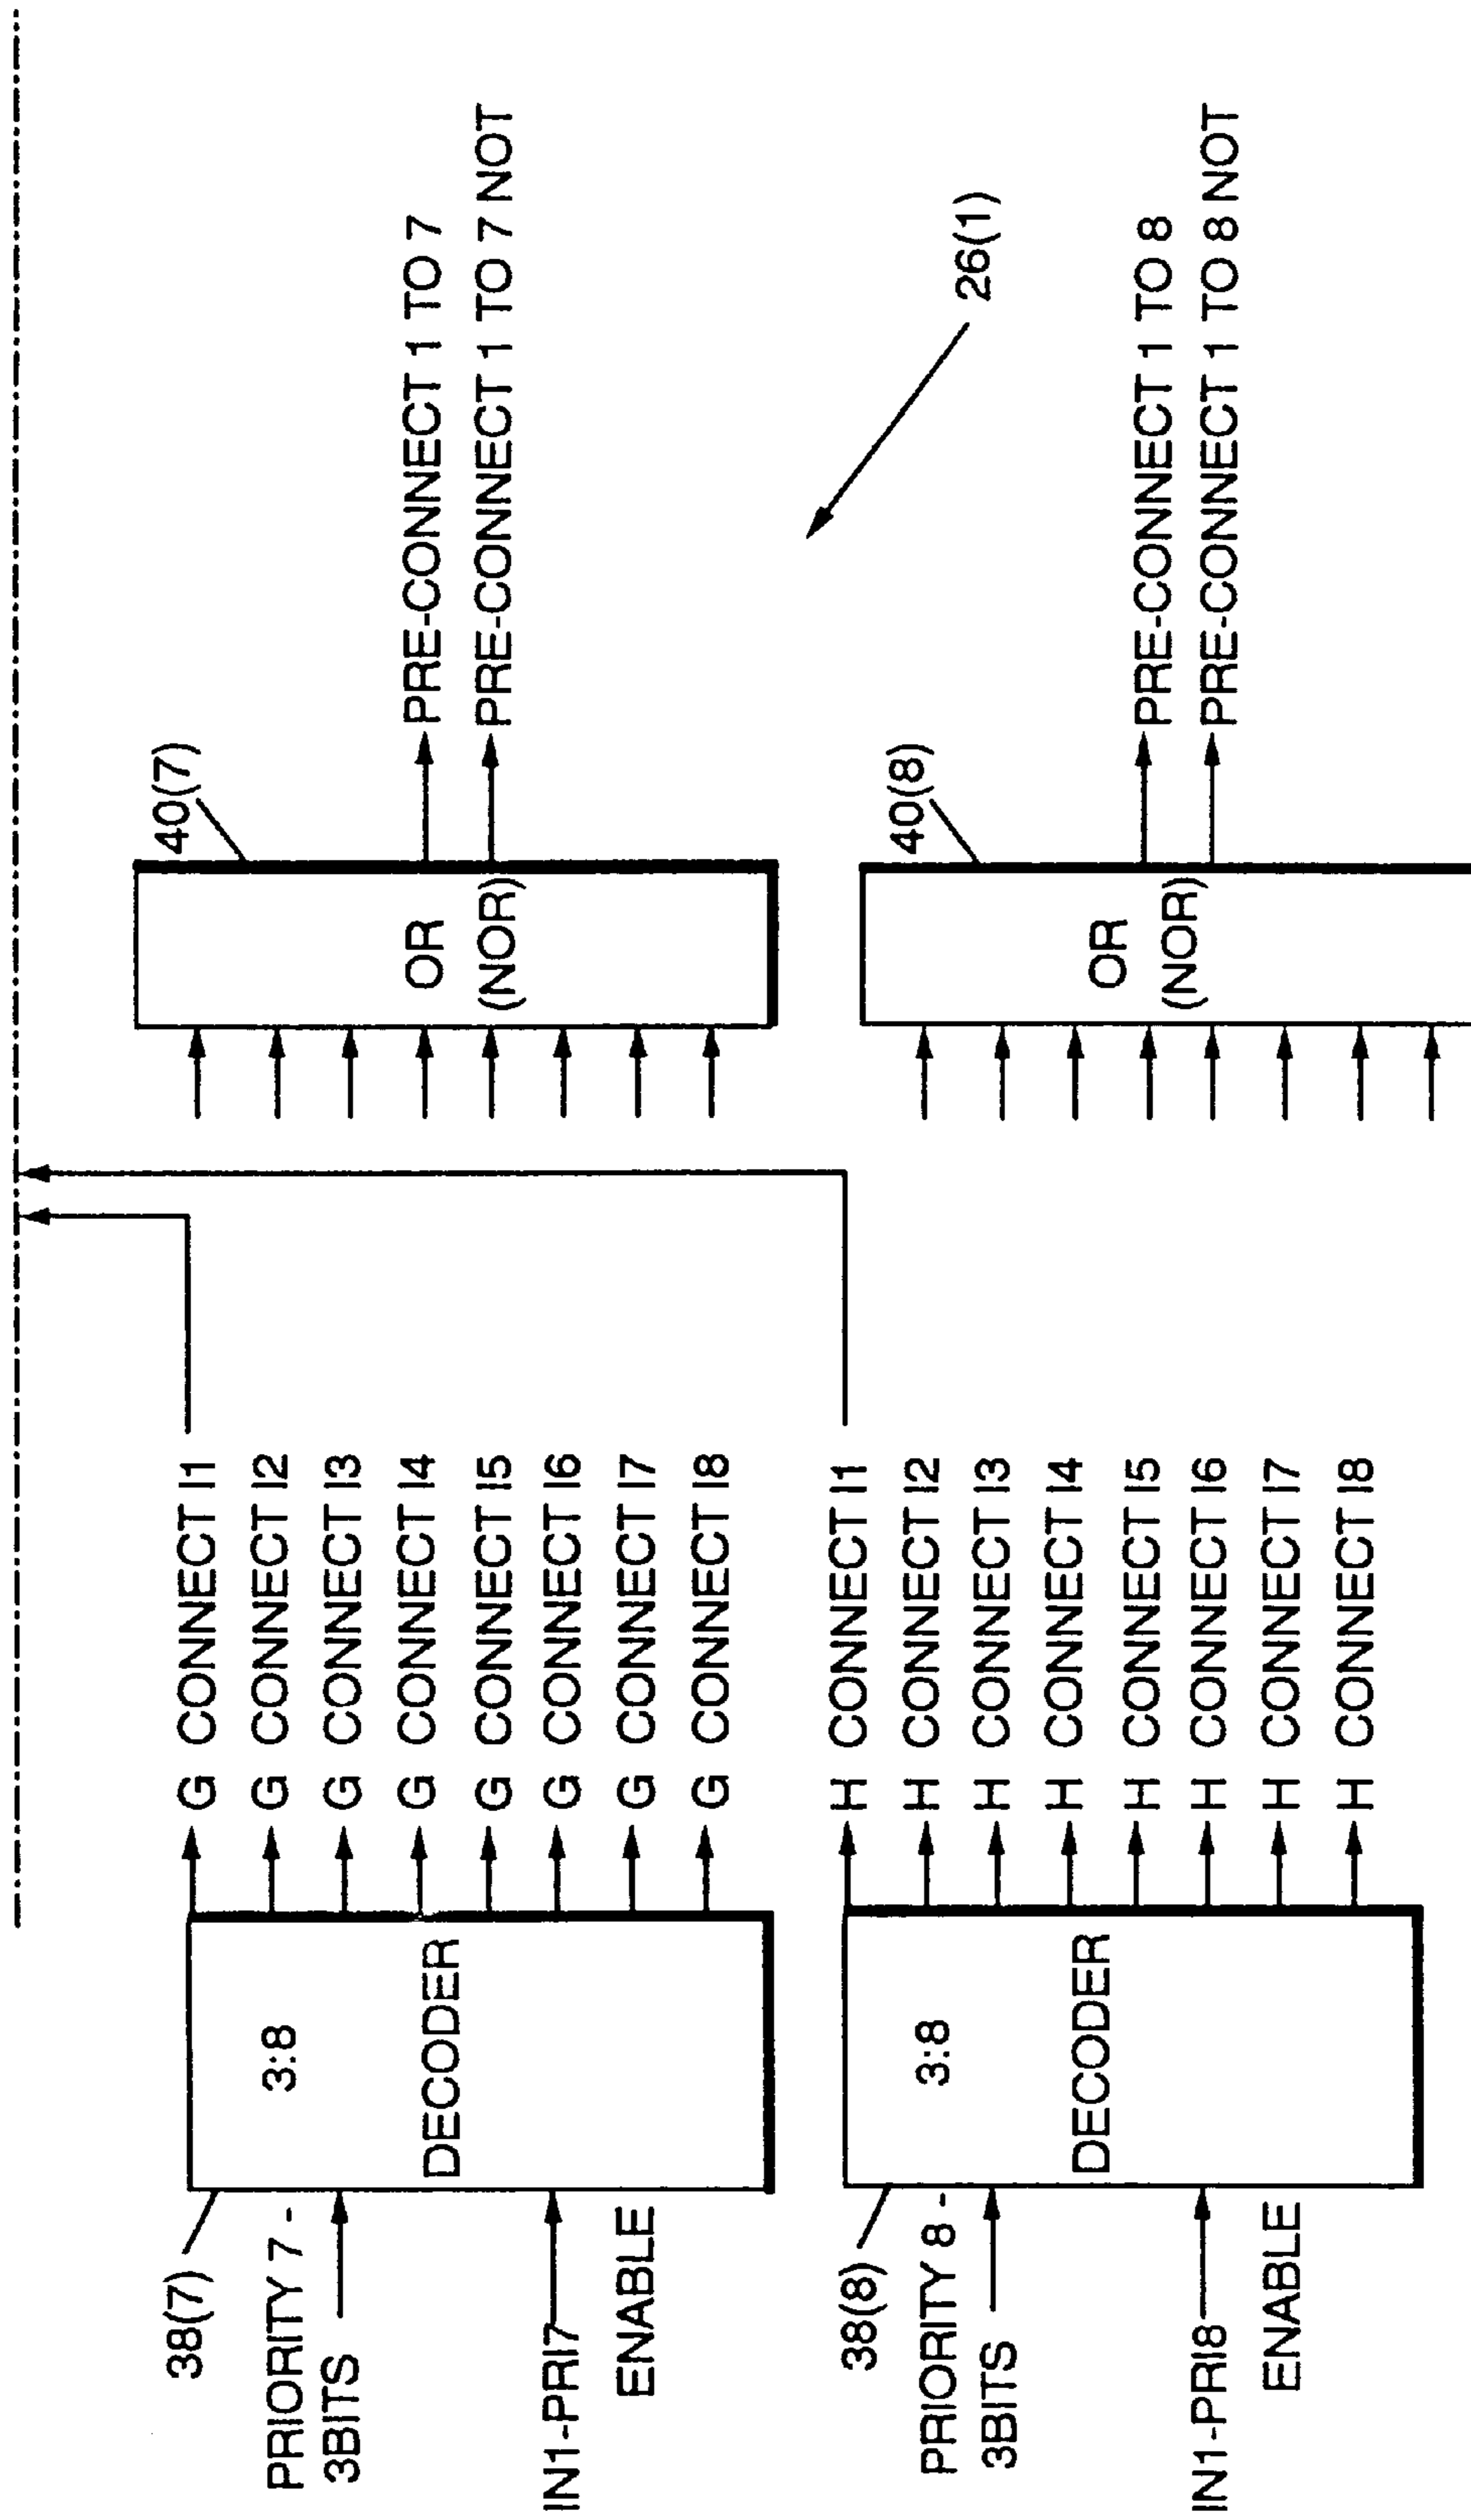 38(7)
PRIORITY 7 -
3BITS
IN1-PRI7
ENABLE
3:8
DECODER
G CONNECT I1
G CONNECT I2
G CONNECT I3
G CONNECT I4
G CONNECT I5
G CONNECT I6
G CONNECT I7
G CONNECT I8
40(7)
OR
(NOR)
PRE-CONNECT 1 TO 7
PRE-CONNECT 1 TO 7 NOT
26(1)
38(8)
PRIORITY 8 -
3BITS
IN1-PRI8
ENABLE
3:8
DECODER
H CONNECT I1
H CONNECT I2
H CONNECT I3
H CONNECT I4
H CONNECT I5
H CONNECT I6
H CONNECT I7
H CONNECT I8
40(8)
OR
(NOR)
PRE-CONNECT 1 TO 8
PRE-CONNECT 1 TO 8 NOT